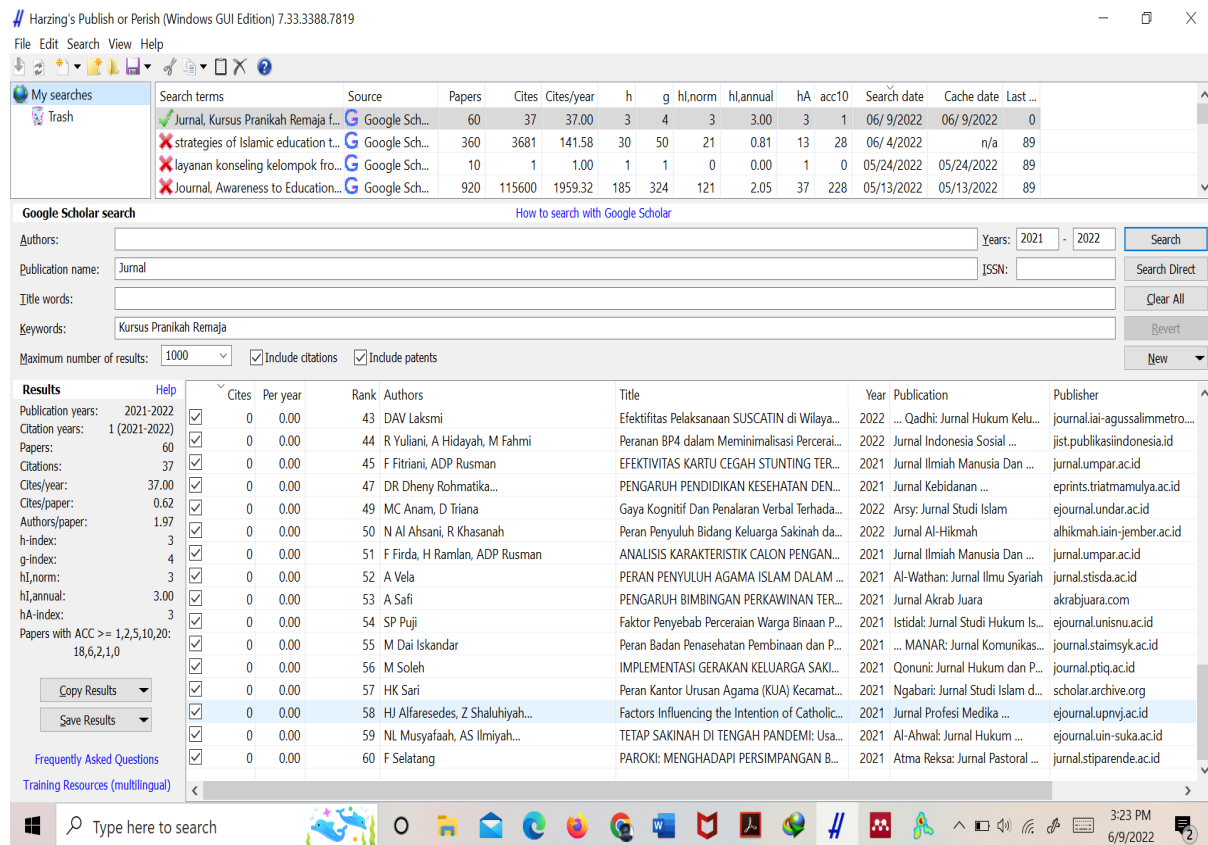 Harzing's Publish or Perish (Windows GUI Edition) 7.33.3388.7819
File Edit Search View Help
My searches
Trash
Search terms Source Papers Cites Cites/year h g hI,norm hI,annual hA acc10 Search date Cache date Last ...
Jurnal, Kursus Pranikah Remaja f... Google Sch... 60 37 37.00 3 4 3 3.00 3 1 06/ 9/2022 06/ 9/2022 0
strategies of Islamic education t... Google Sch... 360 3681 141.58 30 50 21 0.81 13 28 06/ 4/2022 n/a 89
layanan konseling kelompok fro... Google Sch... 10 1 1.00 1 1 0 0.00 1 0 05/24/2022 05/24/2022 89
Journal, Awareness to Education... Google Sch... 920 115600 1959.32 185 324 121 2.05 37 228 05/13/2022 05/13/2022 89
Google Scholar search How to search with Google Scholar
Authors: Years: 2021 - 2022 Search
Publication name: Jurnal ISSN: Search Direct
Title words: Clear All
Keywords: Kursus Pranikah Remaja Revert
Maximum number of results: 1000 Include citations Include patents New
Results Help
Publication years: 2021-2022
Citation years: 1 (2021-2022)
Papers: 60
Citations: 37
Cites/year: 37.00
Cites/paper: 0.62
Authors/paper: 1.97
h-index: 3
g-index: 4
hI,norm: 3
hI,annual: 3.00
hA-index: 3
Papers with ACC >= 1,2,5,10,20:
18,6,2,1,0
Copy Results
Save Results
Frequently Asked Questions
Training Resources (multilingual)
Cites Per year Rank Authors Title Year Publication Publisher
0 0.00 43 DAV Laksmi Efektifitas Pelaksanaan SUSCATIN di Wilaya... 2022 ... Qadhi: Jurnal Hukum Kelu... journal.iai-agussalimmetro....
0 0.00 44 R Yuliani, A Hidayah, M Fahmi Peranan BP4 dalam Meminimalisasi Percerai... 2022 Jurnal Indonesia Sosial ... jist.publikasiindonesia.id
0 0.00 45 F Fitriani, ADP Rusman EFEKTIVITAS KARTU CEGAH STUNTING TER... 2021 Jurnal Ilmiah Manusia Dan ... jurnal.umpar.ac.id
0 0.00 47 DR Dheny Rohmatika... PENGARUH PENDIDIKAN KESEHATAN DEN... 2021 Jurnal Kebidanan ... eprints.triatmamulya.ac.id
0 0.00 49 MC Anam, D Triana Gaya Kognitif Dan Penalaran Verbal Terhada... 2022 Arsy: Jurnal Studi Islam ejournal.undar.ac.id
0 0.00 50 N Al Ahsani, R Khasanah Peran Penyuluh Bidang Keluarga Sakinah da... 2022 Jurnal Al-Hikmah alhikmah.iain-jember.ac.id
0 0.00 51 F Firda, H Ramlan, ADP Rusman ANALISIS KARAKTERISTIK CALON PENGAN... 2021 Jurnal Ilmiah Manusia Dan ... jurnal.umpar.ac.id
0 0.00 52 A Vela PERAN PENYULUH AGAMA ISLAM DALAM ... 2021 Al-Wathan: Jurnal Ilmu Syariah jurnal.stisda.ac.id
0 0.00 53 A Safi PENGARUH BIMBINGAN PERKAWINAN TER... 2021 Jurnal Akrab Juara akrabjuara.com
0 0.00 54 SP Puji Faktor Penyebab Perceraian Warga Binaan P... 2021 Istidal: Jurnal Studi Hukum Is... ejournal.unisnu.ac.id
0 0.00 55 M Dai Iskandar Peran Badan Penasehatan Pembinaan dan P... 2021 ... MANAR: Jurnal Komunikas... journal.staimsyk.ac.id
0 0.00 56 M Soleh IMPLEMENTASI GERAKAN KELUARGA SAKI... 2021 Qonuni: Jurnal Hukum dan P... journal.ptiq.ac.id
0 0.00 57 HK Sari Peran Kantor Urusan Agama (KUA) Kecamat... 2021 Ngabari: Jurnal Studi Islam d... scholar.archive.org
0 0.00 58 HJ Alfaresedes, Z Shaluhiyah... Factors Influencing the Intention of Catholic... 2021 Jurnal Profesi Medika ... ejournal.upnvj.ac.id
0 0.00 59 NL Musyafaah, AS Ilmiyah... TETAP SAKINAH DI TENGAH PANDEMI: Usa... 2021 Al-Ahwal: Jurnal Hukum ... ejournal.uin-suka.ac.id
0 0.00 60 F Selatang PAROKI: MENGHADAPI PERSIMPANGAN B... 2021 Atma Reksa: Jurnal Pastoral ... jurnal.stiparende.ac.id
Type here to search
3:23 PM
6/9/2022
2